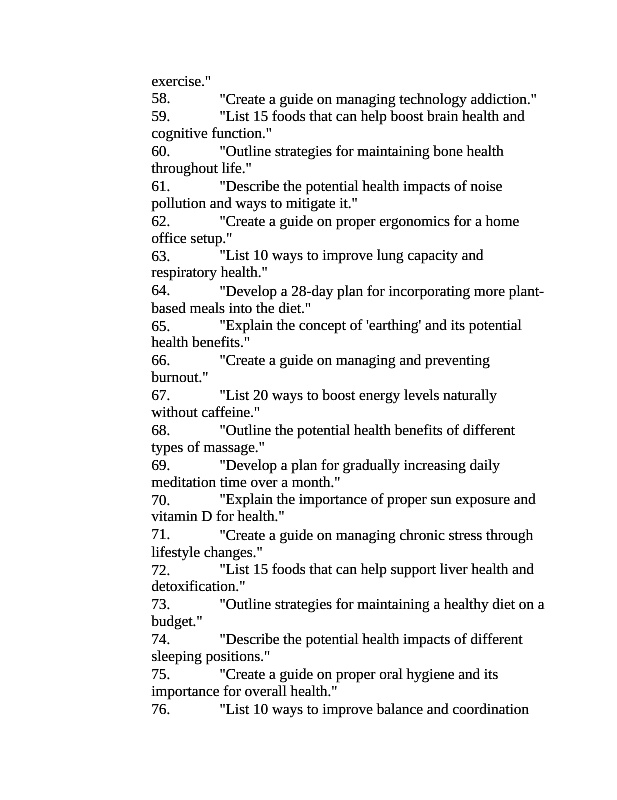 exercise."
58. "Create a guide on managing technology addiction."
59. "List 15 foods that can help boost brain health and
cognitive function."
60. "Outline strategies for maintaining bone health
throughout life."
61. "Describe the potential health impacts of noise
pollution and ways to mitigate it."
62. "Create a guide on proper ergonomics for a home
office setup."
63. "List 10 ways to improve lung capacity and
respiratory health."
64. "Develop a 28-day plan for incorporating more plant-
based meals into the diet."
65. "Explain the concept of 'earthing' and its potential
health benefits."
66. "Create a guide on managing and preventing
burnout."
67. "List 20 ways to boost energy levels naturally
without caffeine."
68. "Outline the potential health benefits of different
types of massage."
69. "Develop a plan for gradually increasing daily
meditation time over a month."
70. "Explain the importance of proper sun exposure and
vitamin D for health."
71. "Create a guide on managing chronic stress through
lifestyle changes."
72. "List 15 foods that can help support liver health and
detoxification."
73. "Outline strategies for maintaining a healthy diet on a
budget."
74. "Describe the potential health impacts of different
sleeping positions."
75. "Create a guide on proper oral hygiene and its
importance for overall health."
76. "List 10 ways to improve balance and coordination